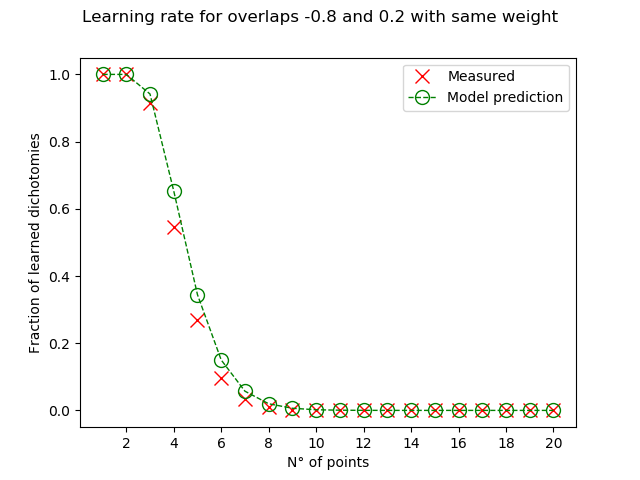 Learning rate for overlaps -0.8 and 0.2 with same weight
Measured
Model prediction
1.0
0.8
0.6
0.4
0.2
0.0
Fraction of learned dichotomies
2 4 6 8 10 12 14 16 18 20
N° of points